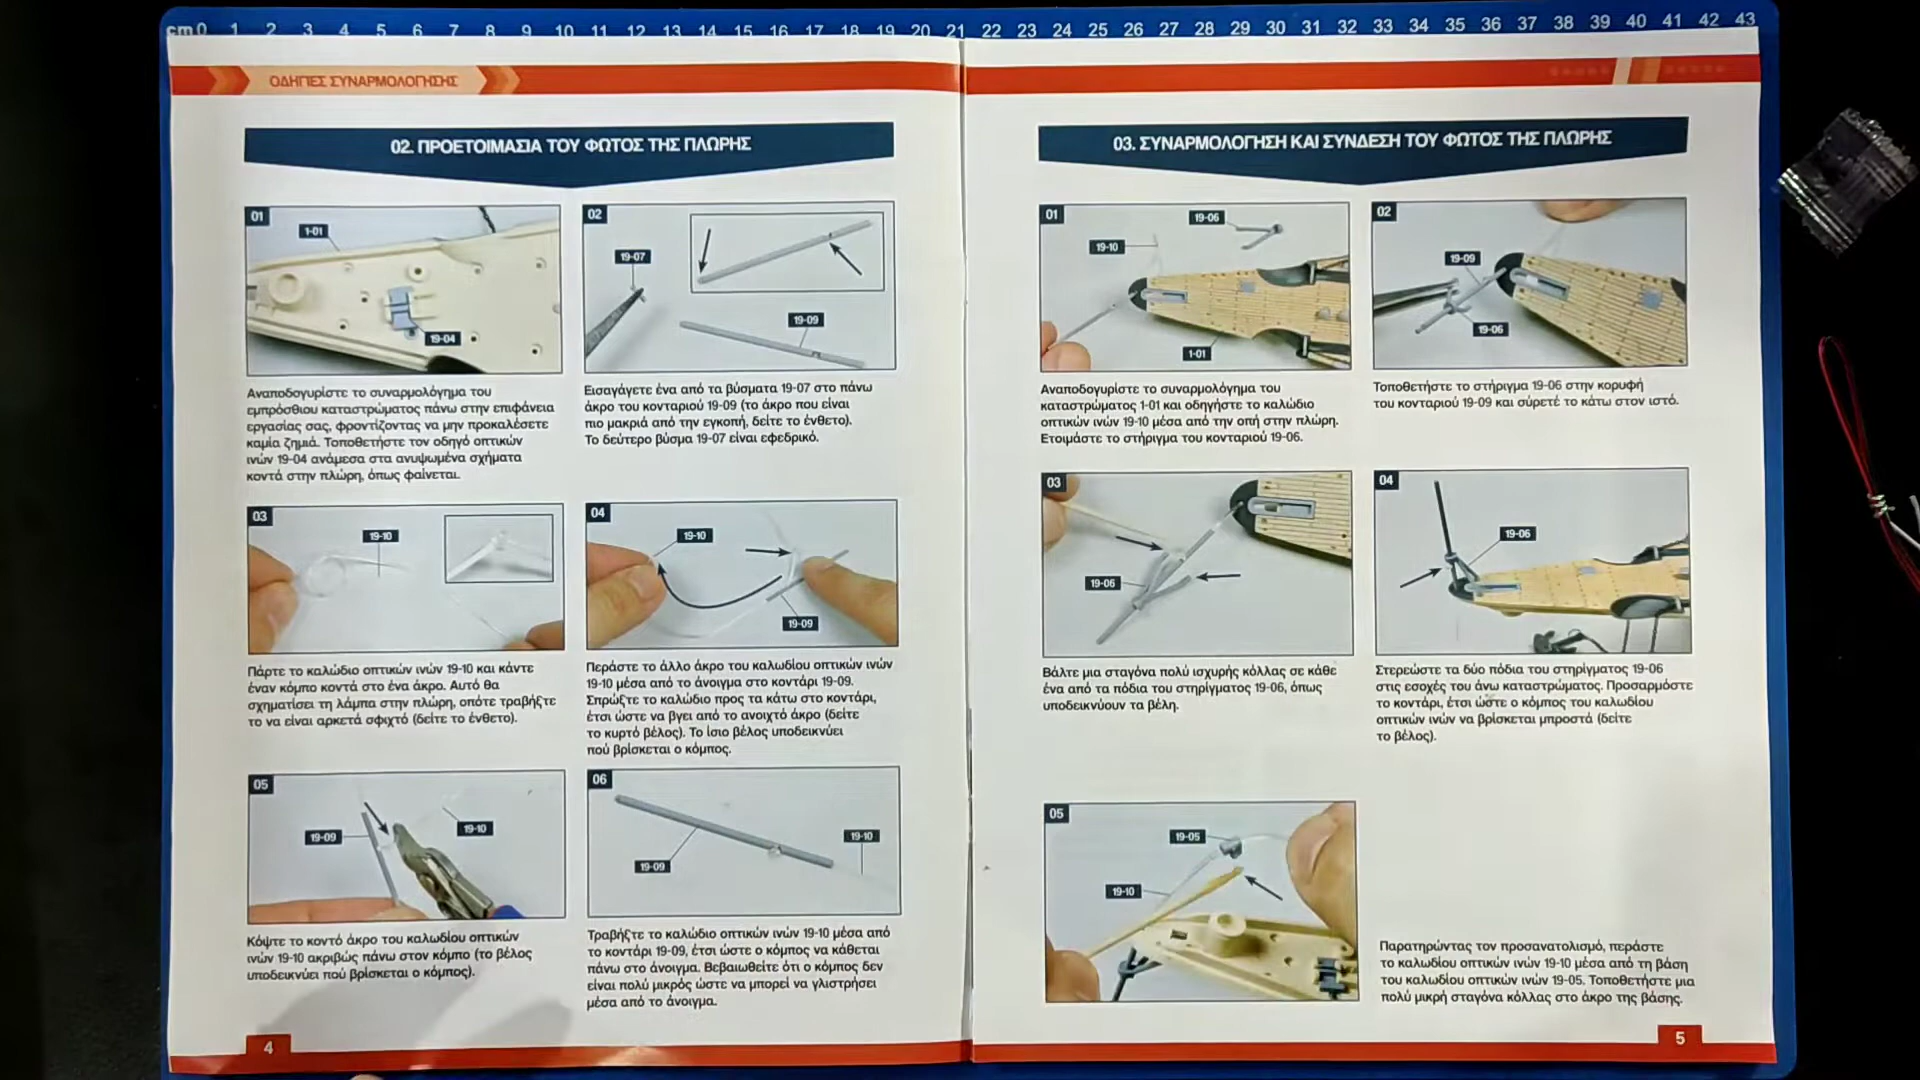 cm 0 1 2 3 4 5 6 7 8 9 10 11 12 13 14 15 16 17 18 19 20 21 22 23 24 25 26 27 28 29 30 31 32 33 34 35 36 37 38 39 40 41 42 43
ΟΔΗΓΙΕΣ ΣΥΝΑΡΜΟΛΟΓΗΣΗΣ
02. ΠΡΟΕΤΟΙΜΑΣΙΑ ΤΟΥ ΦΩΤΟΣ ΤΗΣ ΠΛΩΡΗΣ
01
1-01
19-04
Αναποδογυρίστε το συναρμολόγημα του
εμπρόσθιου καταστρώματος πάνω στην επιφάνεια
εργασίας σας, φροντίζοντας να μην προκαλέσετε
καμία ζημιά. Τοποθετήστε τον οδηγό οπτικών
ινών 19-04 ανάμεσα στα ανυψωμένα σχήματα
κοντά στην πλώρη, όπως φαίνεται.
02
19-07
19-09
Εισαγάγετε ένα από τα βύσματα 19-07 στο πάνω
άκρο του κονταριού 19-09 (το άκρο που είναι
πιο μακριά από την εγκοπή, δείτε το ένθετο).
Το δεύτερο βύσμα 19-07 είναι εφεδρικό.
03
19-10
Πάρτε το καλώδιο οπτικών ινών 19-10 και κάντε
έναν κόμπο κοντά στο ένα άκρο. Αυτό θα
σχηματίσει τη λάμπα στην πλώρη, οπότε τραβήξτε
το να είναι αρκετά σφιχτό (δείτε το ένθετο).
04
19-10
19-09
Περάστε το άλλο άκρο του καλωδίου οπτικών ινών
19-10 μέσα από το άνοιγμα στο κοντάρι 19-09.
Σπρώξτε το καλώδιο προς τα κάτω στο κοντάρι,
έτσι ώστε να βγει από το ανοιχτό άκρο (δείτε
το κυρτό βέλος). Το ίσιο βέλος υποδεικνύει
πού βρίσκεται ο κόμπος.
05
19-09
19-10
Κόψτε το κοντό άκρο του καλωδίου οπτικών
ινών 19-10 ακριβώς πάνω στον κόμπο (το βέλος
υποδεικνύει πού βρίσκεται ο κόμπος).
06
19-10
19-09
Τραβήξτε το καλώδιο οπτικών ινών 19-10 μέσα από
το κοντάρι 19-09, έτσι ώστε ο κόμπος να κάθεται
πάνω στο άνοιγμα. Βεβαιωθείτε ότι ο κόμπος δεν
είναι πολύ μικρός ώστε να μπορεί να γλιστρήσει
μέσα από το άνοιγμα.
4
03. ΣΥΝΑΡΜΟΛΟΓΗΣΗ ΚΑΙ ΣΥΝΔΕΣΗ ΤΟΥ ΦΩΤΟΣ ΤΗΣ ΠΛΩΡΗΣ
01
19-06
19-10
1-01
Αναποδογυρίστε το συναρμολόγημα του
καταστρώματος 1-01 και οδηγήστε το καλώδιο
οπτικών ινών 19-10 μέσα από την οπή στην πλώρη.
Ετοιμάστε το στήριγμα του κονταριού 19-06.
02
19-09
19-06
Τοποθετήστε το στήριγμα 19-06 στην κορυφή
του κονταριού 19-09 και σύρετέ το κάτω στον ιστό.
03
19-06
Βάλτε μια σταγόνα πολύ ισχυρής κόλλας σε κάθε
ένα από τα πόδια του στηρίγματος 19-06, όπως
υποδεικνύουν τα βέλη.
04
19-06
Στερεώστε τα δύο πόδια του στηρίγματος 19-06
στις εσοχές του άνω καταστρώματος. Προσαρμόστε
το κοντάρι, έτσι ώστε ο κόμπος του καλωδίου
οπτικών ινών να βρίσκεται μπροστά (δείτε
το βέλος).
05
19-05
19-10
Παρατηρώντας τον προσανατολισμό, περάστε
το καλωδίου οπτικών ινών 19-10 μέσα από τη βάση
του καλωδίου οπτικών ινών 19-05. Τοποθετήστε μια
πολύ μικρή σταγόνα κόλλας στο άκρο της βάσης.
5